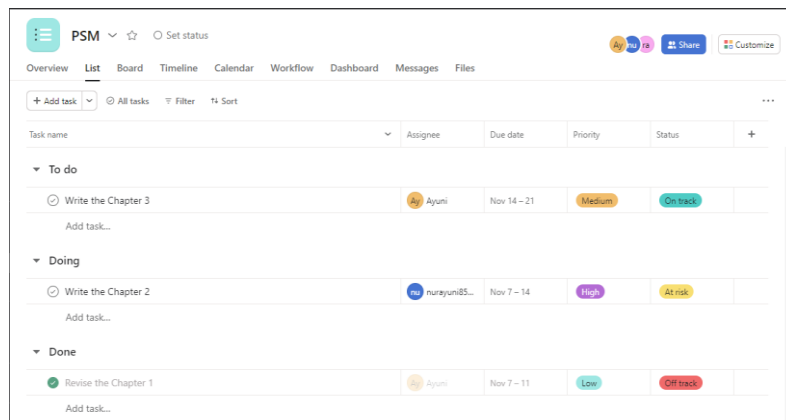 PSM Set status
Ay nu ra Share Customize
Overview List Board Timeline Calendar Workflow Dashboard Messages Files
+ Add task All tasks Filter Sort
Task name Assignee Due date Priority Status +
To do
Write the Chapter 3 Ay Ayuni Nov 14 – 21 Medium On track
Add task...
Doing
Write the Chapter 2 nu nurayuni85... Nov 7 – 14 High At risk
Add task...
Done
Revise the Chapter 1 Ay Ayuni Nov 7 – 11 Low Off track
Add task...